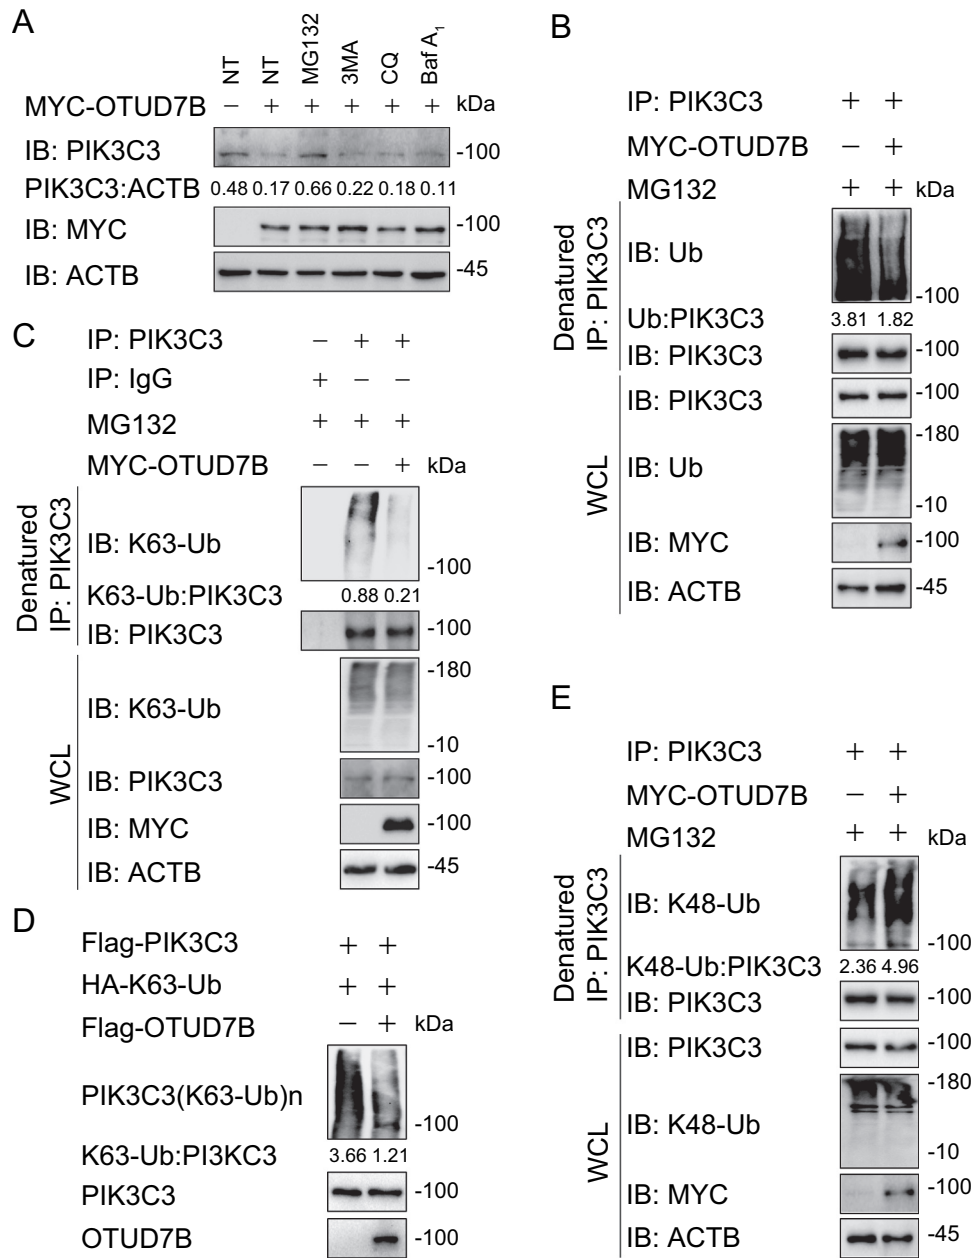 A
NT
NT
MG132
3MA
CQ
Baf A1
MYC-OTUD7B − + + + + + kDa
IB: PIK3C3 -100
PIK3C3:ACTB 0.48 0.17 0.66 0.22 0.18 0.11
IB: MYC -100
IB: ACTB -45
B
IP: PIK3C3 + +
MYC-OTUD7B − +
MG132 + + kDa
Denatured
IP: PIK3C3
IB: Ub -100
Ub:PIK3C3 3.81 1.82
IB: PIK3C3 -100
WCL
IB: PIK3C3 -100
IB: Ub -180
-10
IB: MYC -100
IB: ACTB -45
C
IP: PIK3C3 − + +
IP: IgG + − −
MG132 + + +
MYC-OTUD7B − − + kDa
Denatured
IP: PIK3C3
IB: K63-Ub -100
K63-Ub:PIK3C3 0.88 0.21
IB: PIK3C3 -100
WCL
IB: K63-Ub -180
-10
IB: PIK3C3 -100
IB: MYC -100
IB: ACTB -45
D
Flag-PIK3C3 + +
HA-K63-Ub + +
Flag-OTUD7B − + kDa
PIK3C3(K63-Ub)n -100
K63-Ub:PI3KC3 3.66 1.21
PIK3C3 -100
OTUD7B -100
E
IP: PIK3C3 + +
MYC-OTUD7B − +
MG132 + + kDa
Denatured
IP: PIK3C3
IB: K48-Ub -100
K48-Ub:PIK3C3 2.36 4.96
IB: PIK3C3 -100
WCL
IB: PIK3C3 -100
IB: K48-Ub -180
-10
IB: MYC -100
IB: ACTB -45